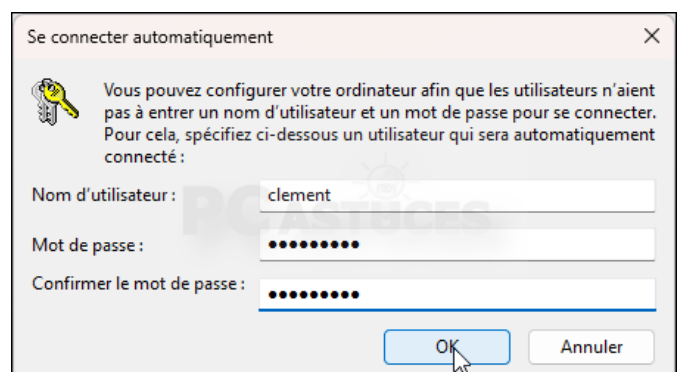 Se connecter automatiquement
Vous pouvez configurer votre ordinateur afin que les utilisateurs n'aient
pas à entrer un nom d'utilisateur et un mot de passe pour se connecter.
Pour cela, spécifiez ci-dessous un utilisateur qui sera automatiquement
connecté :
Nom d'utilisateur :
clement
PC ASTUCES
Mot de passe :
•••••••••
Confirmer le mot de passe :
•••••••••
OK
Annuler